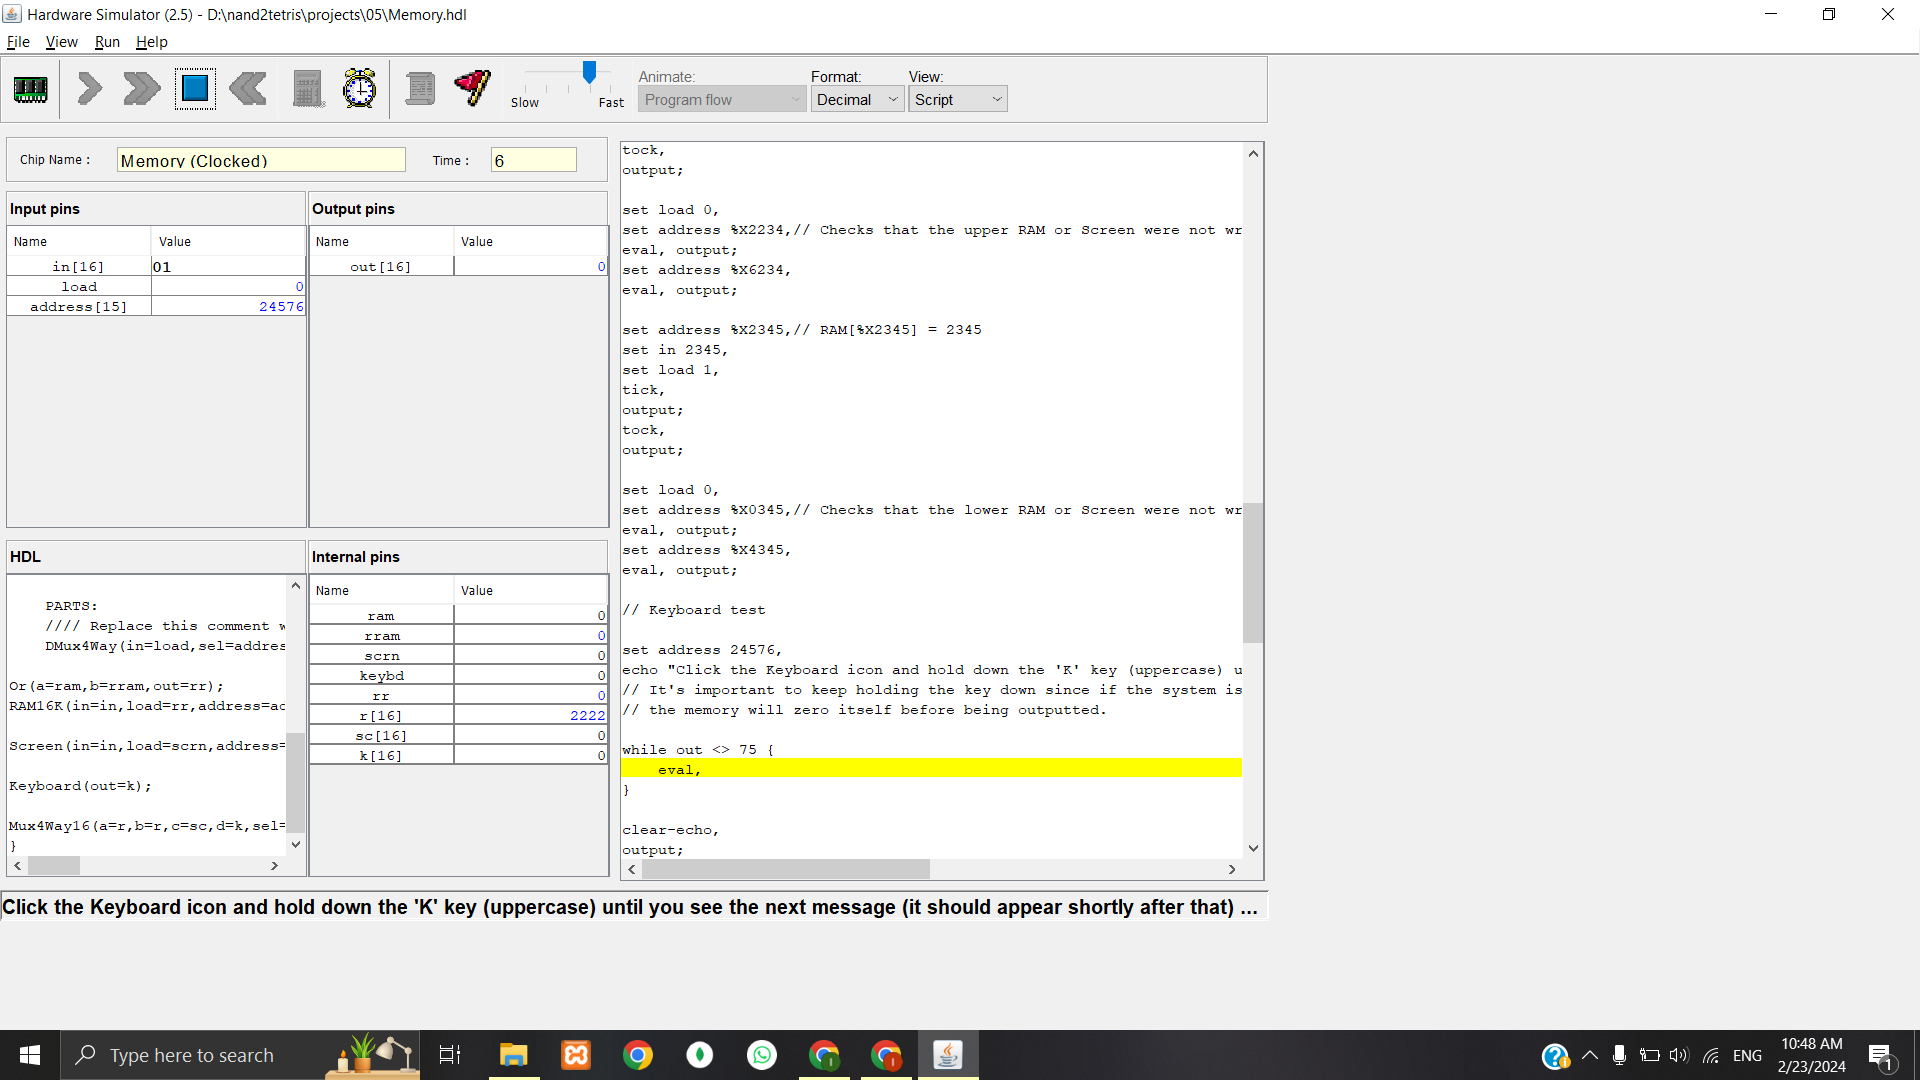 Hardware Simulator (2.5) - D:\nand2tetris\projects\05\Memory.hdl
File View Run Help
Slow Fast
Animate: Format: View:
Program flow Decimal Script
Chip Name : Memory (Clocked) Time : 6
Input pins
Name Value
in[16] 01
load 0
address[15] 24576
Output pins
Name Value
out[16] 0
HDL
PARTS:
//// Replace this comment w
DMux4Way(in=load,sel=addres
Or(a=ram,b=rram,out=rr);
RAM16K(in=in,load=rr,address=ad
Screen(in=in,load=scrn,address=
Keyboard(out=k);
Mux4Way16(a=r,b=r,c=sc,d=k,sel=
}
Internal pins
Name Value
ram 0
rram 0
scrn 0
keybd 0
rr 0
r[16] 2222
sc[16] 0
k[16] 0
tock,
output;
set load 0,
set address %X2234,// Checks that the upper RAM or Screen were not wr
eval, output;
set address %X6234,
eval, output;
set address %X2345,// RAM[%X2345] = 2345
set in 2345,
set load 1,
tick,
output;
tock,
output;
set load 0,
set address %X0345,// Checks that the lower RAM or Screen were not wr
eval, output;
set address %X4345,
eval, output;
// Keyboard test
set address 24576,
echo "Click the Keyboard icon and hold down the 'K' key (uppercase) u
// It's important to keep holding the key down since if the system is
// the memory will zero itself before being outputted.
while out <> 75 {
eval,
}
clear-echo,
output;
Click the Keyboard icon and hold down the 'K' key (uppercase) until you see the next message (it should appear shortly after that) ...
Type here to search
ENG
10:48 AM
2/23/2024
1